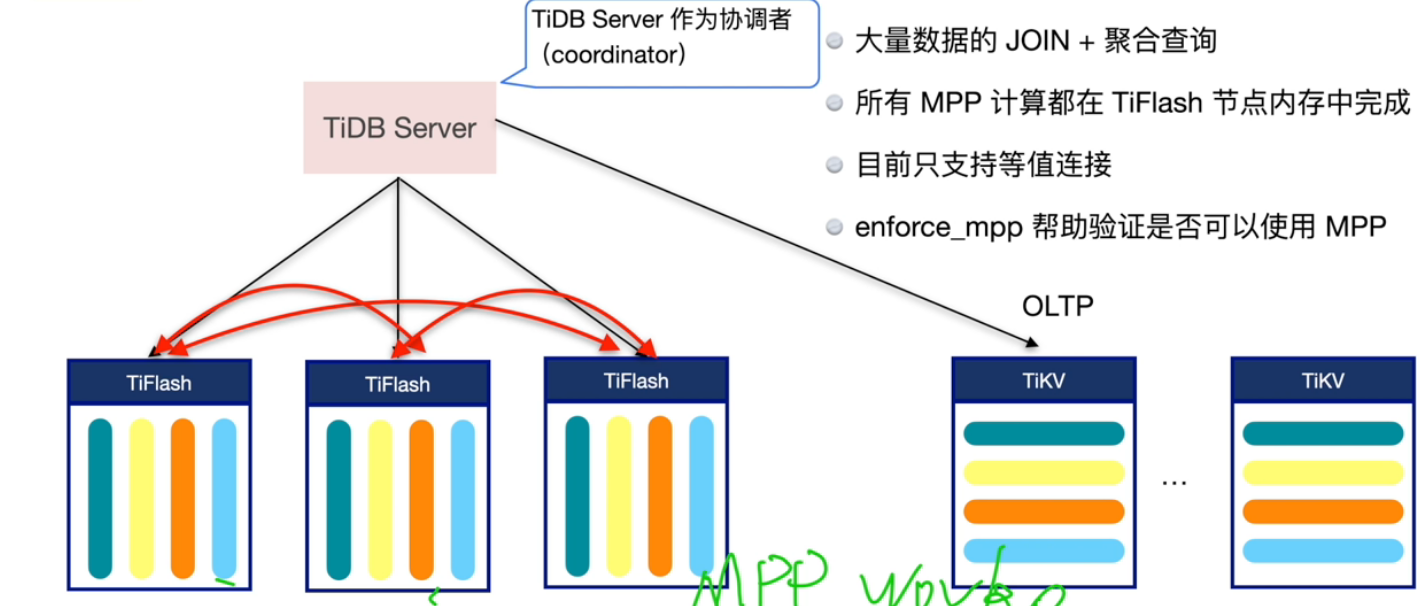 TiDB Server 作为协调者
（coordinator）
TiDB Server
大量数据的 JOIN + 聚合查询
所有 MPP 计算都在 TiFlash 节点内存中完成
目前只支持等值连接
enforce_mpp 帮助验证是否可以使用 MPP
OLTP
TiFlash
TiFlash
TiFlash
TiKV
...
TiKV
MPP